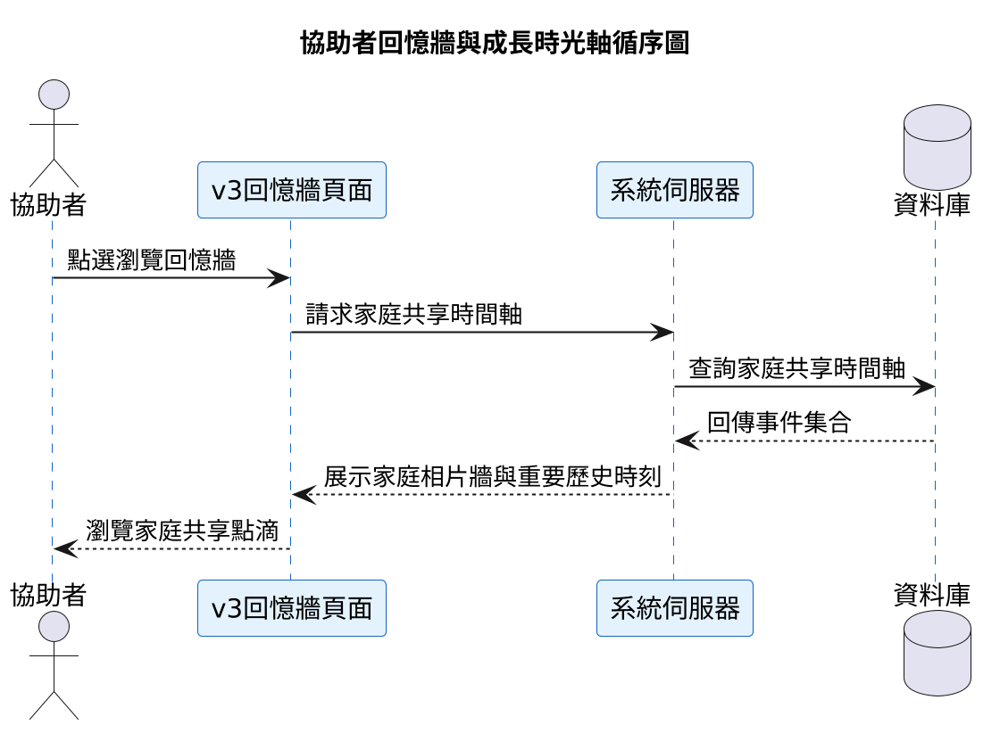 協助者回憶牆與成長時光軸循序圖
協助者
v3回憶牆頁面
系統伺服器
資料庫
點選瀏覽回憶牆
請求家庭共享時間軸
查詢家庭共享時間軸
回傳事件集合
展示家庭相片牆與重要歷史時刻
瀏覽家庭共享點滴
協助者
v3回憶牆頁面
系統伺服器
資料庫